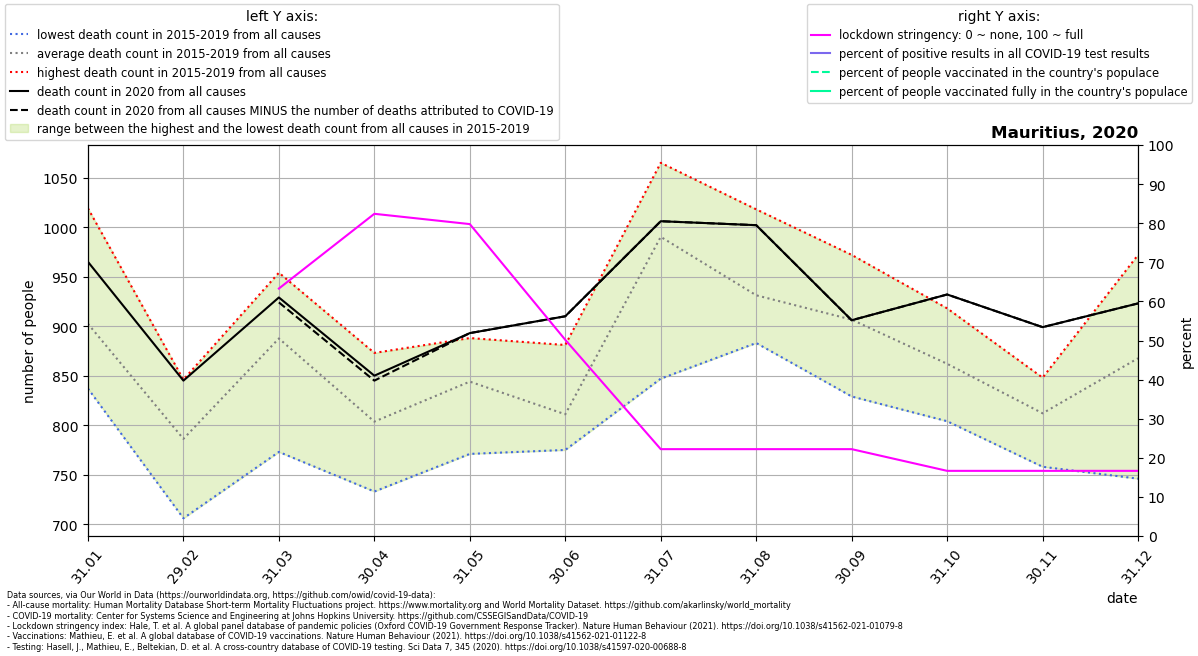 left Y axis:
lowest death count in 2015-2019 from all causes
average death count in 2015-2019 from all causes
highest death count in 2015-2019 from all causes
death count in 2020 from all causes
death count in 2020 from all causes MINUS the number of deaths attributed to COVID-19
range between the highest and the lowest death count from all causes in 2015-2019
right Y axis:
lockdown stringency: 0 ~ none, 100 ~ full
percent of positive results in all COVID-19 test results
percent of people vaccinated in the country's populace
percent of people vaccinated fully in the country's populace
Mauritius, 2020
number of people
1050
1000
950
900
850
800
750
700
100
90
80
70
60
50
40
30
20
10
0
percent
31.01
29.02
31.03
30.04
31.05
30.06
31.07
31.08
30.09
31.10
30.11
31.12
date
Data sources, via Our World in Data (https://ourworldindata.org, https://github.com/owid/covid-19-data):
- All-cause mortality: Human Mortality Database Short-term Mortality Fluctuations project. https://www.mortality.org and World Mortality Dataset. https://github.com/akarlinsky/world_mortality
- COVID-19 mortality: Center for Systems Science and Engineering at Johns Hopkins University. https://github.com/CSSEGISandData/COVID-19
- Lockdown stringency index: Hale, T. et al. A global panel database of pandemic policies (Oxford COVID-19 Government Response Tracker). Nature Human Behaviour (2021). https://doi.org/10.1038/s41562-021-01079-8
- Vaccinations: Mathieu, E. et al. A global database of COVID-19 vaccinations. Nature Human Behaviour (2021). https://doi.org/10.1038/s41562-021-01122-8
- Testing: Hasell, J., Mathieu, E., Beltekian, D. et al. A cross-country database of COVID-19 testing. Sci Data 7, 345 (2020). https://doi.org/10.1038/s41597-020-00688-8